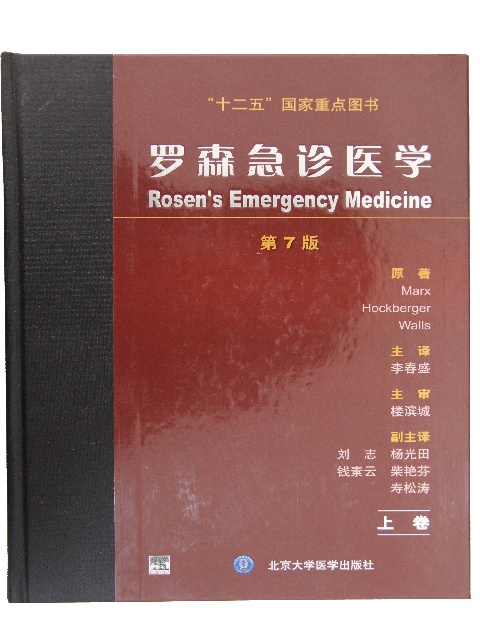 “十二五”国家重点图书
罗森急诊医学
Rosen's Emergency Medicine
第7版
原 著
Marx
Hockberger
Walls
主 译
李春盛
主 审
楼滨城
副主译
刘 志 杨光田
钱素云 柴艳芬
寿松涛
上 卷
北京大学医学出版社